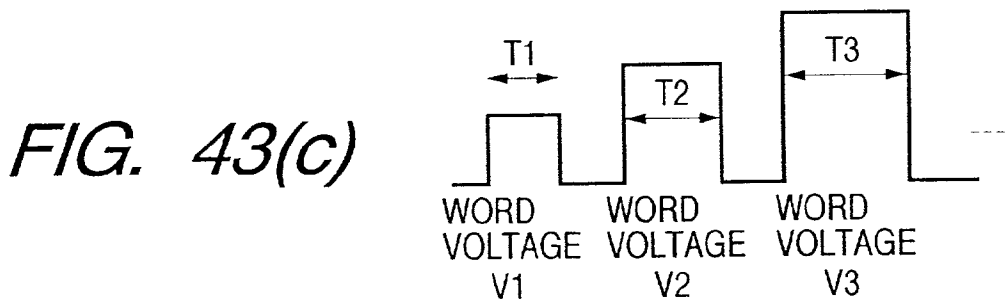 FIG. 43(c)
T1
T2
T3
WORD VOLTAGE V1
WORD VOLTAGE V2
WORD VOLTAGE V3